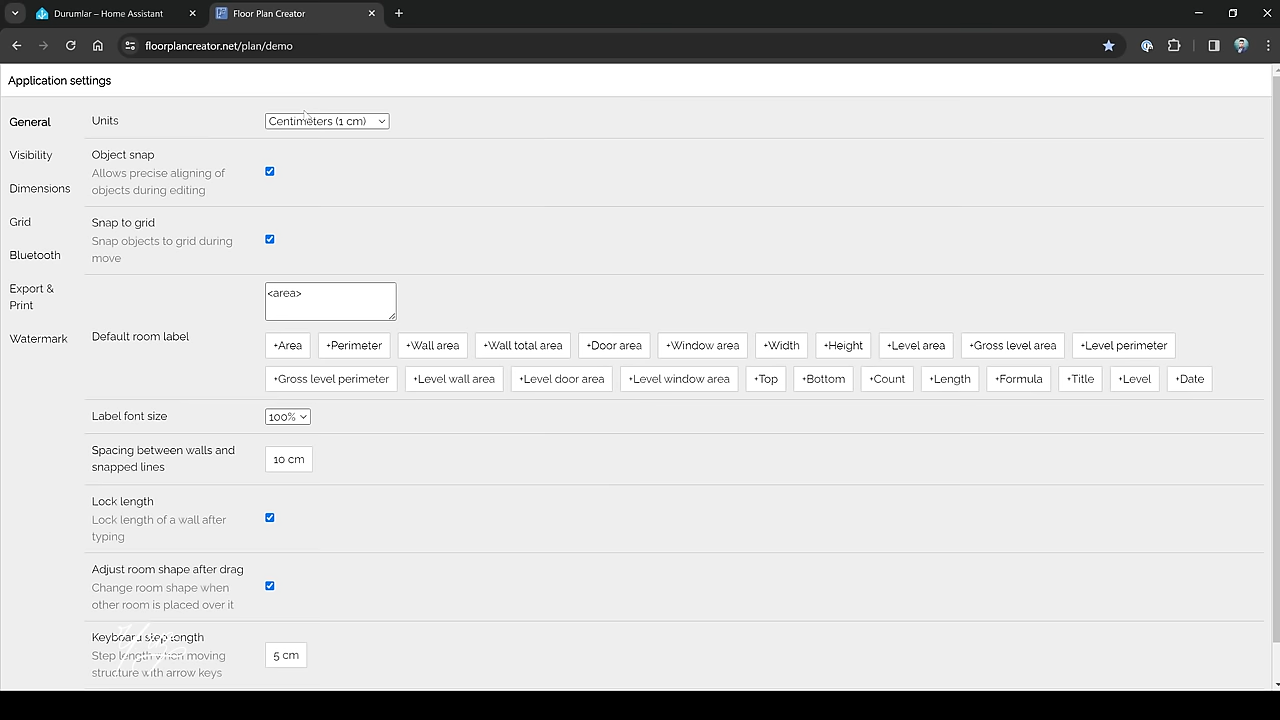 Durumlar – Home Assistant
Floor Plan Creator
floorplancreator.net/plan/demo
Application settings
General
Visibility
Dimensions
Grid
Bluetooth
Export &
Print
Watermark
Units
Centimeters (1 cm)
Object snap
Allows precise aligning of
objects during editing
Snap to grid
Snap objects to grid during
move
Default room label
<area>
+Area +Perimeter +Wall area +Wall total area +Door area +Window area +Width +Height +Level area +Gross level area +Level perimeter
+Gross level perimeter +Level wall area +Level door area +Level window area +Top +Bottom +Count +Length +Formula +Title +Level +Date
Label font size
100%
Spacing between walls and
snapped lines
10 cm
Lock length
Lock length of a wall after
typing
Adjust room shape after drag
Change room shape when
other room is placed over it
Keyboard step length
Step length when moving
structure with arrow keys
5 cm